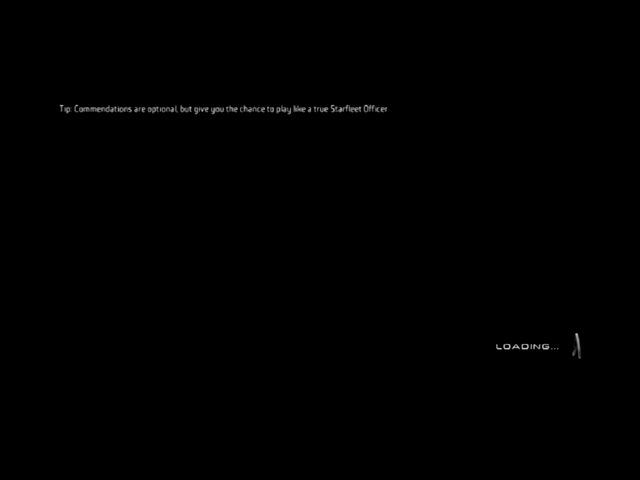 Tip: Commendations are optional, but give you the chance to play like a true Starfleet Officer
LOADING...